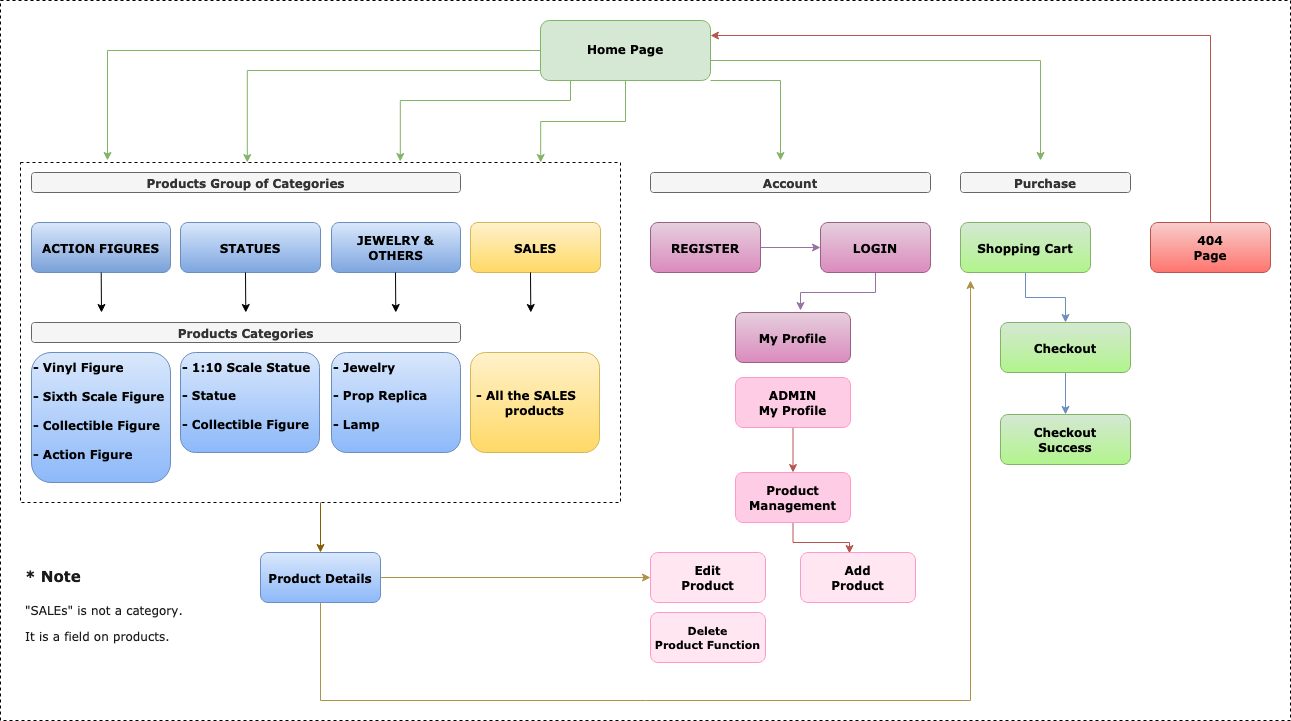 Home Page
Products Group of Categories
Account
Purchase
ACTION FIGURES
STATUES
JEWELRY &
OTHERS
SALES
REGISTER
LOGIN
Shopping Cart
404
Page
Products Categories
My Profile
Checkout
- Vinyl Figure
- Sixth Scale Figure
- Collectible Figure
- Action Figure
- 1:10 Scale Statue
- Statue
- Collectible Figure
- Jewelry
- Prop Replica
- Lamp
- All the SALES
products
ADMIN
My Profile
Checkout
Success
Product
Management
Product Details
Edit
Product
Add
Product
Delete
Product Function
* Note
"SALEs" is not a category.
It is a field on products.